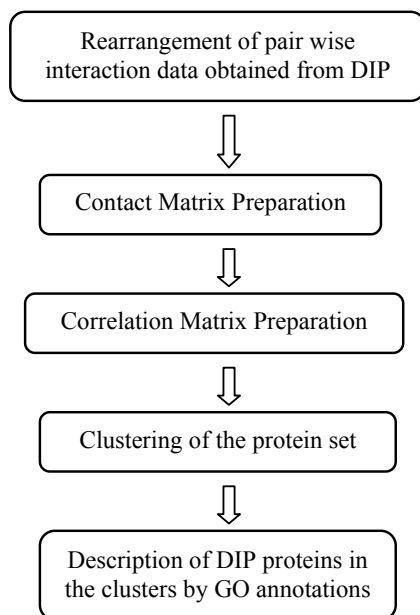 Rearrangement of pair wise
interaction data obtained from DIP
Contact Matrix Preparation
Correlation Matrix Preparation
Clustering of the protein set
Description of DIP proteins in
the clusters by GO annotations